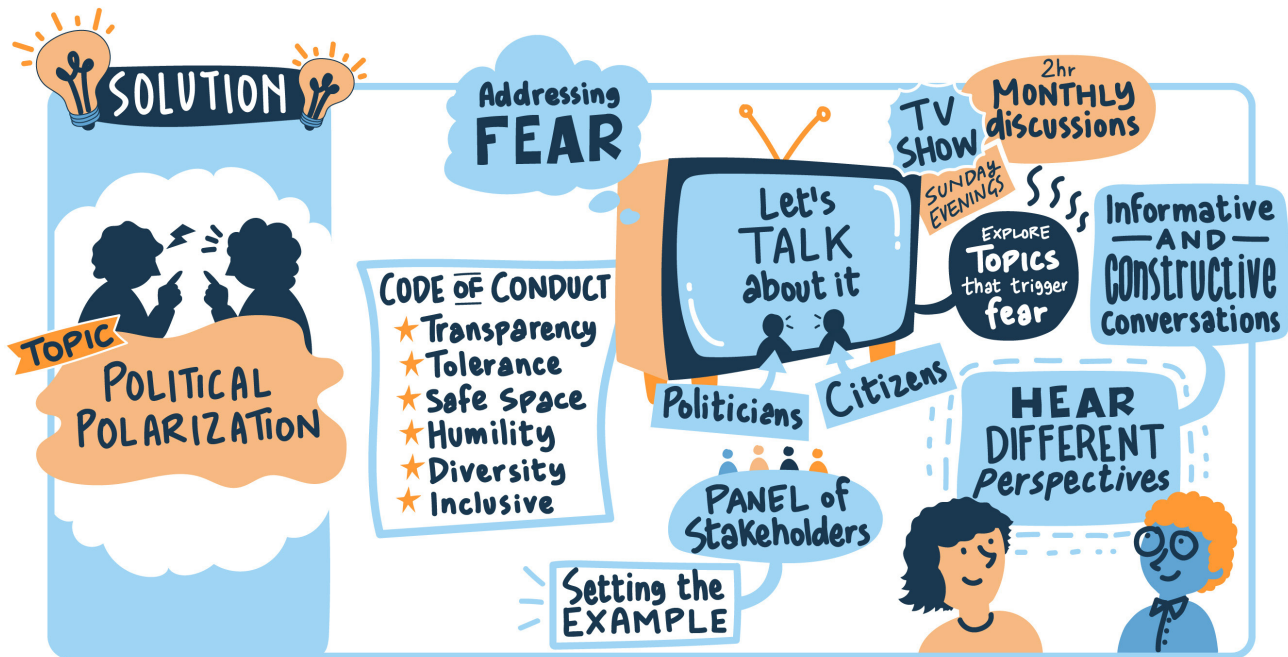 SOLUTION
TOPIC
POLITICAL
POLARIZATION
Addressing
FEAR
CODE OF CONDUCT
Transparency
Tolerance
Safe Space
Humility
Diversity
Inclusive
Let's
TALK
about it
Politicians
Citizens
TV
SHOW
2hr
MONTHLY
discussions
SUNDAY
EVENINGS
EXPLORE
TOPICS
that trigger
fear
Informative
AND
CONSTRUCTIVE
Conversations
HEAR
DIFFERENT
Perspectives
PANEL of
Stakeholders
Setting the
EXAMPLE